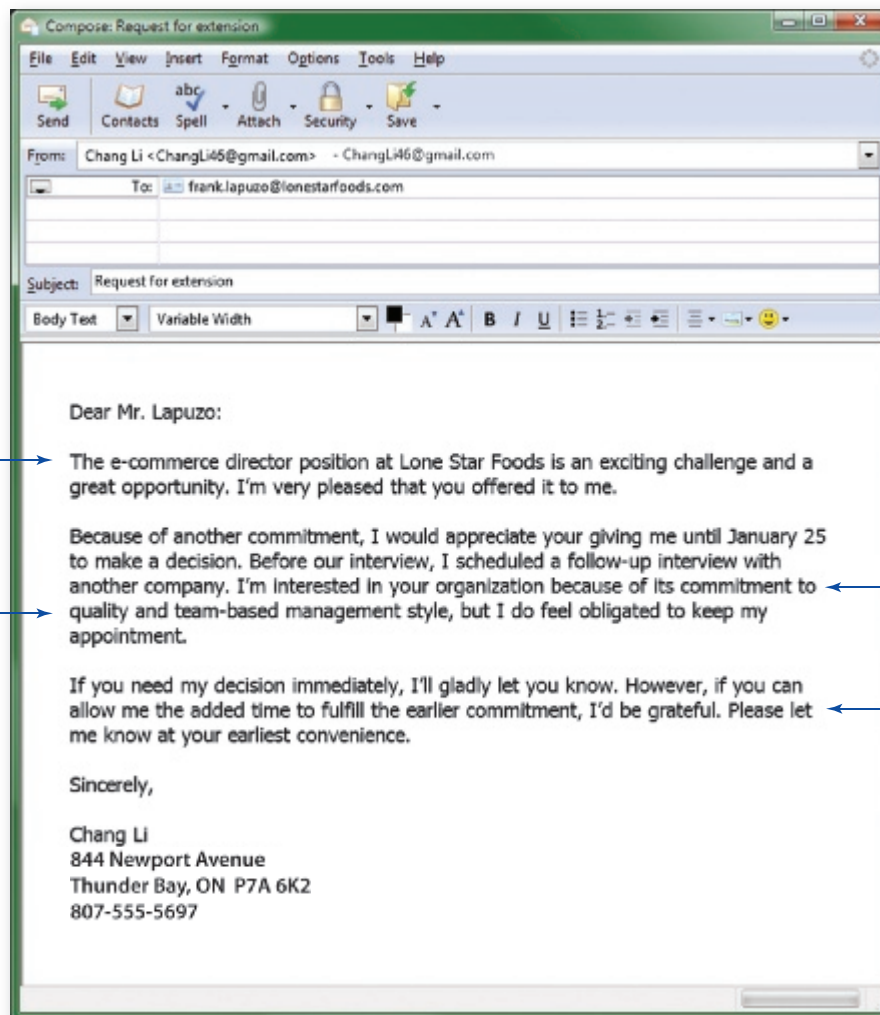 Compose: Request for extension
File Edit View Insert Format Options Tools Help
Send Contacts Spell Attach Security Save
From: Chang Li <ChangLi46@gmail.com> - ChangLi46@gmail.com
To: frank.lapuzo@lonestarfoods.com
Subject: Request for extension
Body Text Variable Width
Dear Mr. Lapuzo:
The e-commerce director position at Lone Star Foods is an exciting challenge and a
great opportunity. I'm very pleased that you offered it to me.
Because of another commitment, I would appreciate your giving me until January 25
to make a decision. Before our interview, I scheduled a follow-up interview with
another company. I'm interested in your organization because of its commitment to
quality and team-based management style, but I do feel obligated to keep my
appointment.
If you need my decision immediately, I'll gladly let you know. However, if you can
allow me the added time to fulfill the earlier commitment, I'd be grateful. Please let
me know at your earliest convenience.
Sincerely,
Chang Li
844 Newport Avenue
Thunder Bay, ON P7A 6K2
807-555-5697